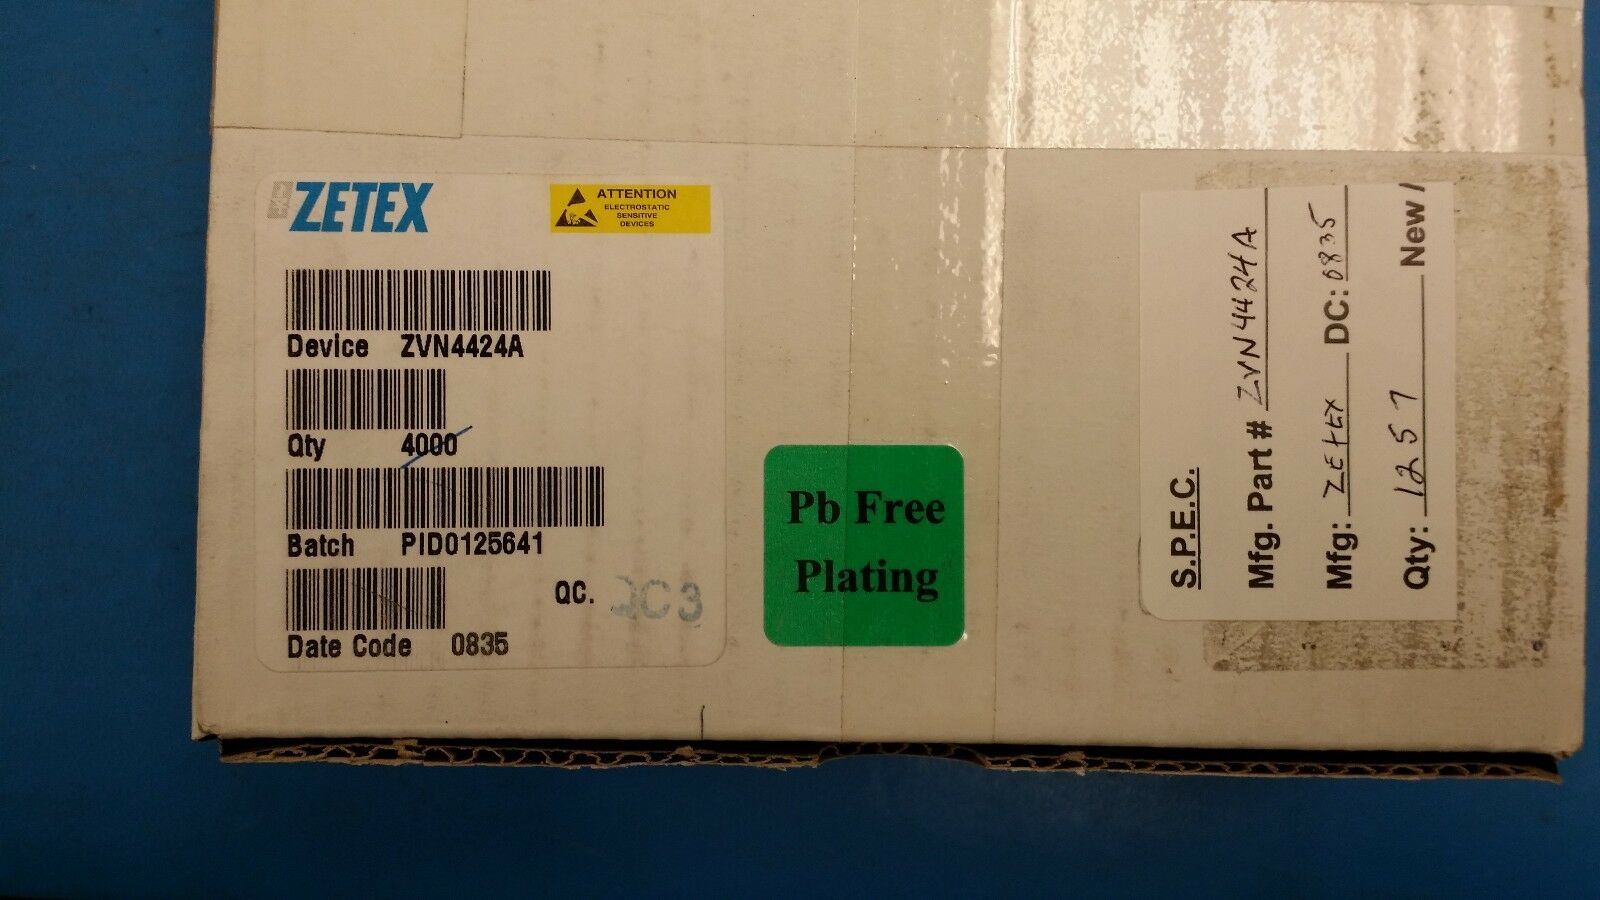 ZETEX
ATTENTION
ELECTROSTATIC
SENSITIVE
DEVICES
Device ZVN4424A
Qty 4000
Batch PID0125641
QC. 2C3
Date Code 0835
Pb Free
Plating
S.P.E.C.
Mfg. Part # ZVN4424A
Mfg: ZEtEX DC: 0835
Qty: 1257 New /